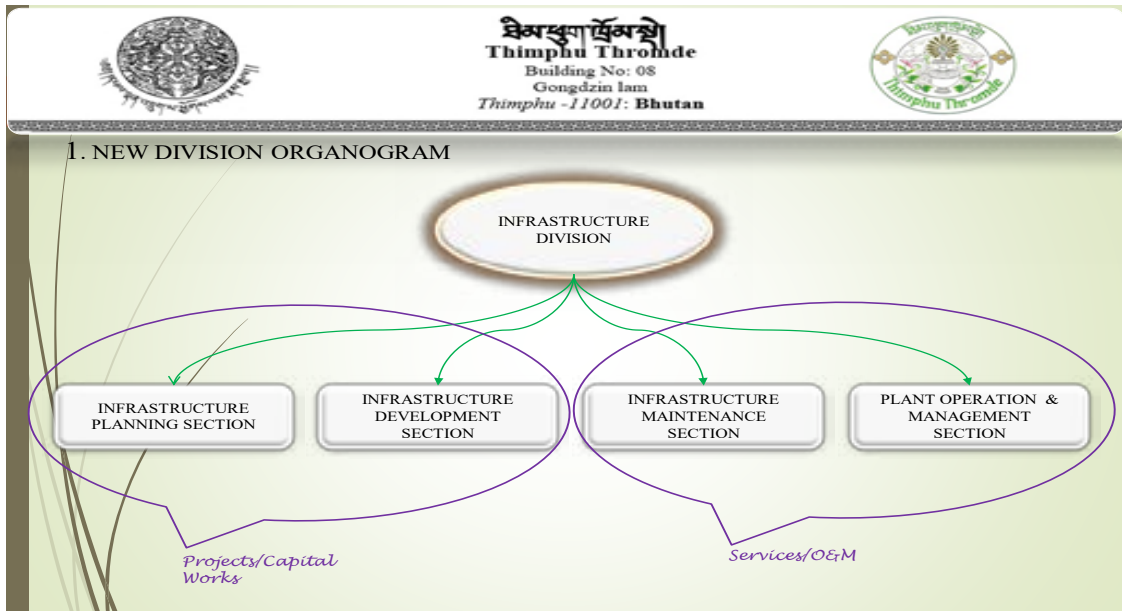 ཐིམ་ཕུག་ཁྲོམ་སྡེ།
Thimphu Thromde
Building No: 08
Gongdzin lam
Thimphu -11001: Bhutan
Thimphu Thromde
1. NEW DIVISION ORGANOGRAM
INFRASTRUCTURE
DIVISION
INFRASTRUCTURE
PLANNING SECTION
INFRASTRUCTURE
DEVELOPMENT
SECTION
INFRASTRUCTURE
MAINTENANCE
SECTION
PLANT OPERATION &
MANAGEMENT
SECTION
Projects/Capital
Works
Services/O&M